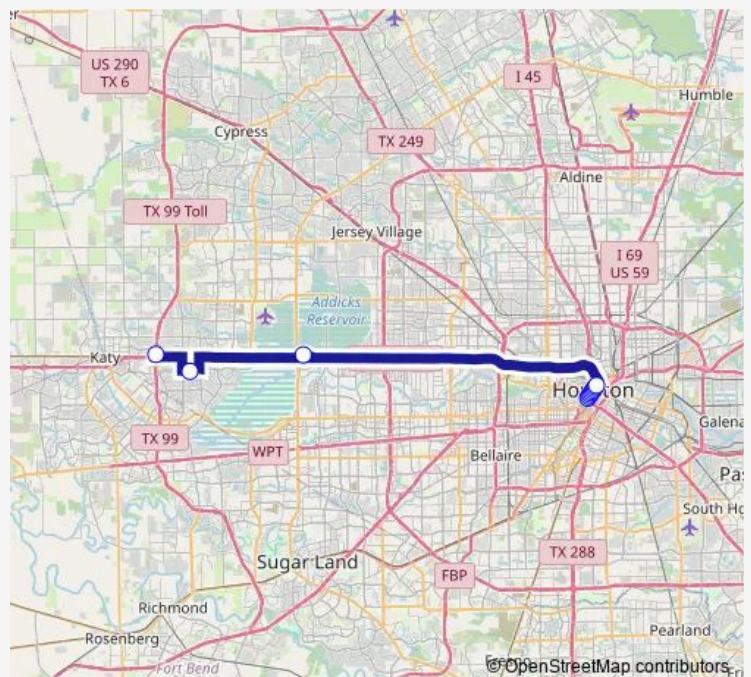 US 290
TX 6
I 45
Humble
Cypress
TX 249
Aldine
TX 99 Toll
Jersey Village
I 69
US 59
Addicks
Reservoir
Katy
Galena
TX 99
WPT
Bellaire
South Ho
TX 288
Sugar Land
FBP
Richmond
Rosenberg
Pearland
Fort Bend
© OpenStreetMap contributors